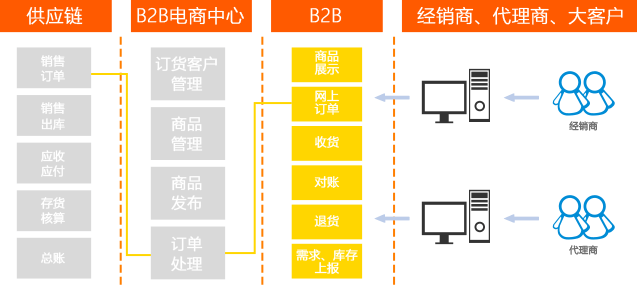 供应链
B2B电商中心
B2B
经销商、代理商、大客户
销售
订单
销售
出库
应收
应付
存货
核算
总账
订货客户
管理
商品
管理
商品
发布
订单
处理
商品
展示
网上
订单
收货
对账
退货
需求、库存
上报
经销商
代理商